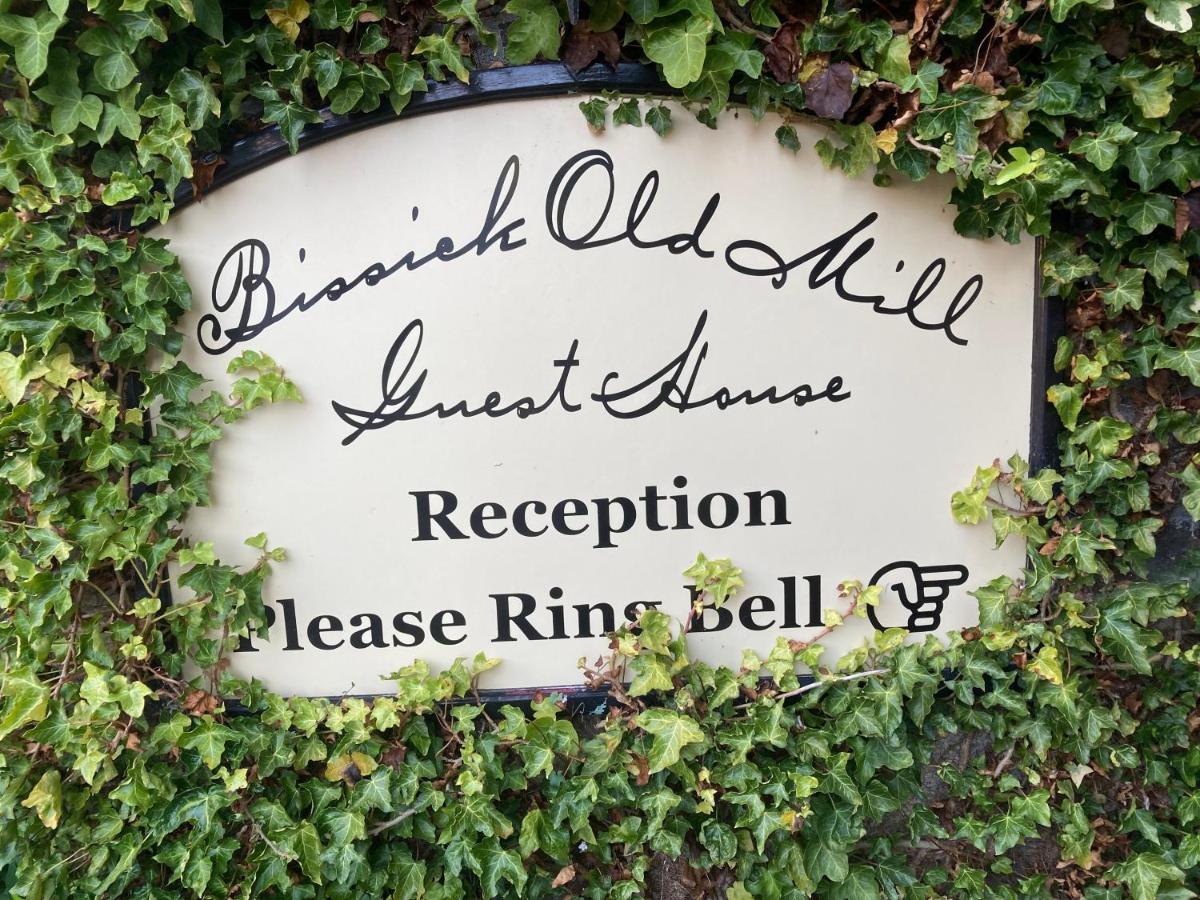 Bissick Old Mill
Guest House
Reception
Please Ring Bell